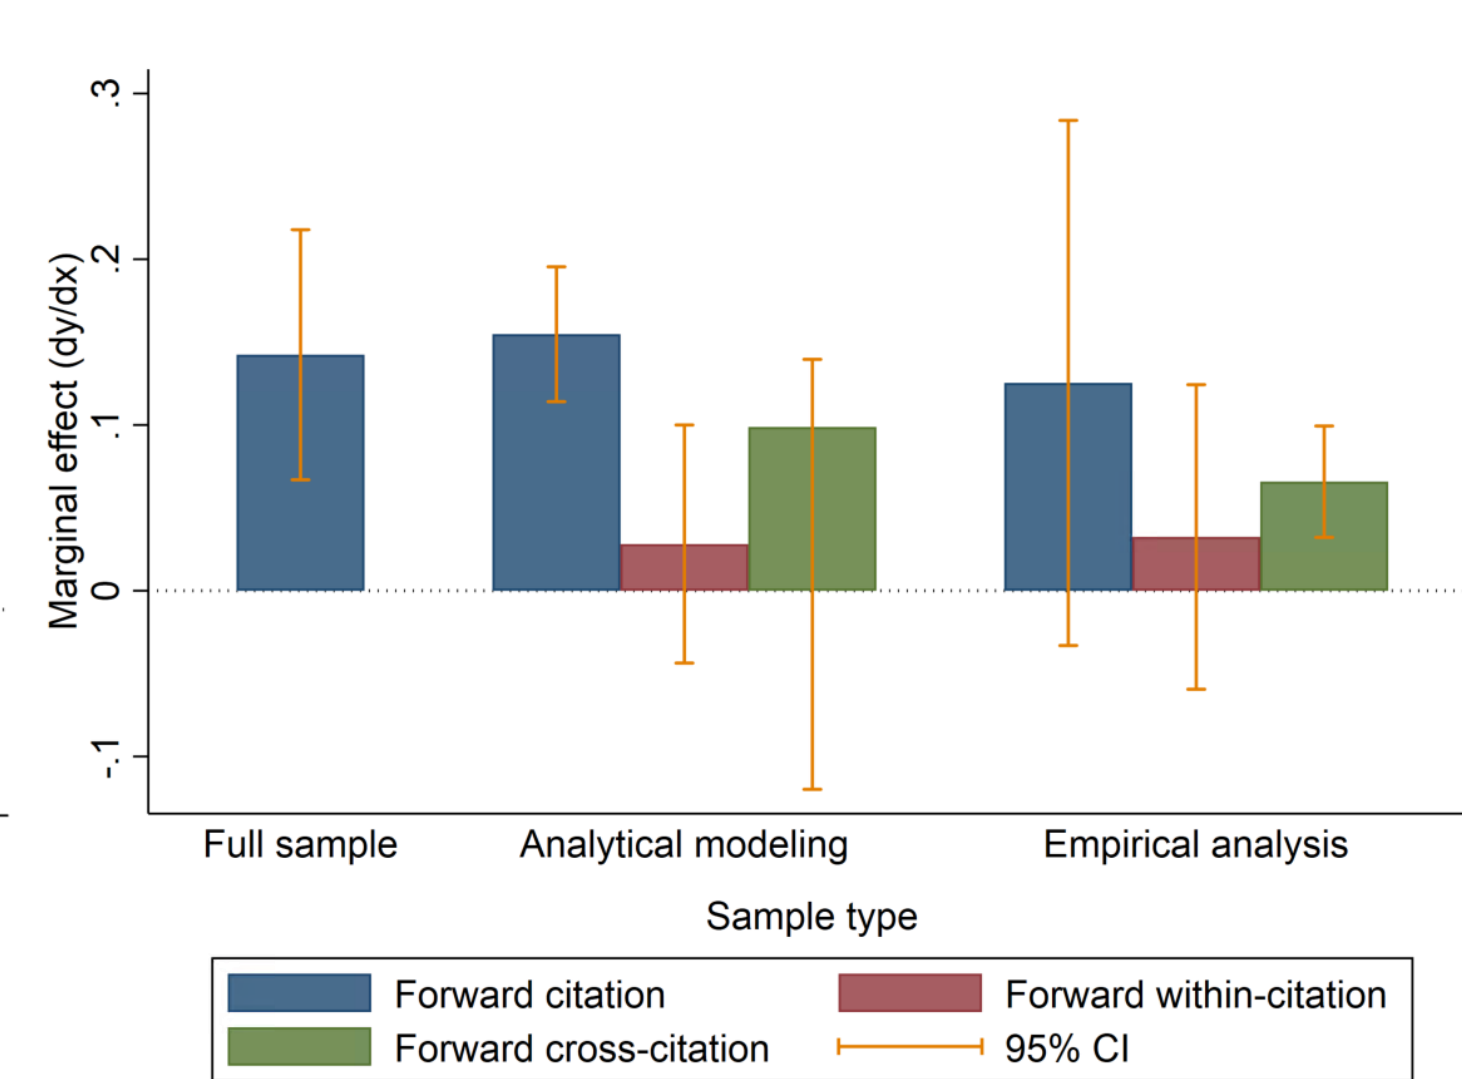 Marginal effect (dy/dx)
.3
.2
.1
0
-.1
Full sample Analytical modeling Empirical analysis
Sample type
Forward citation Forward within-citation
Forward cross-citation 95% CI